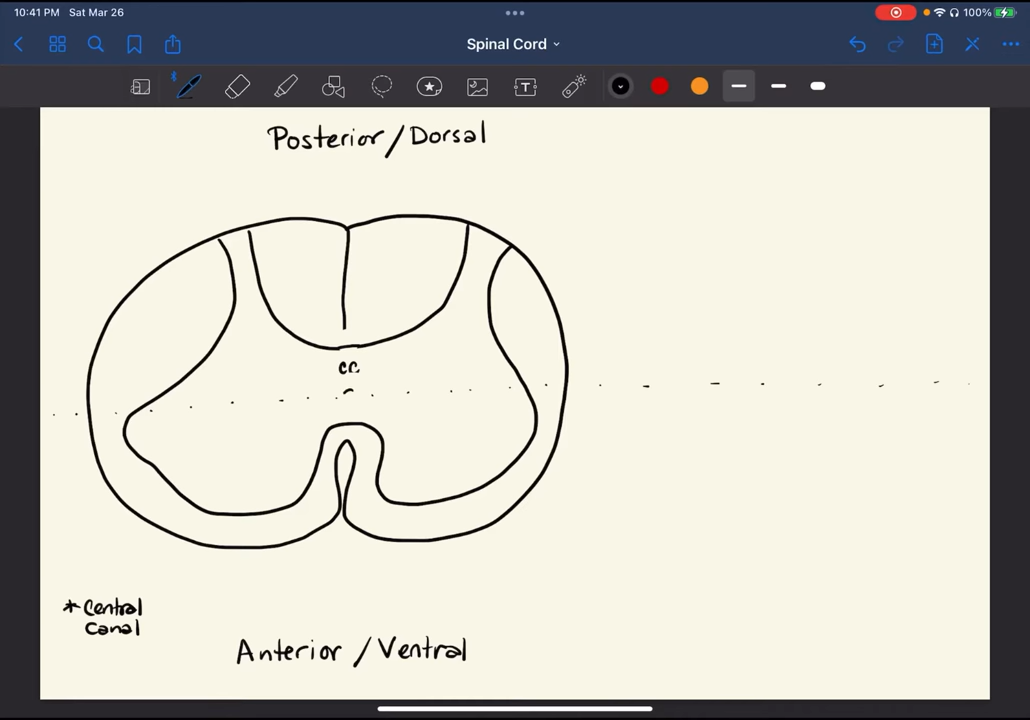 10:41 PM Sat Mar 26
100%
Spinal Cord
T
Posterior / Dorsal
cc
* Central
Canal
Anterior / Ventral